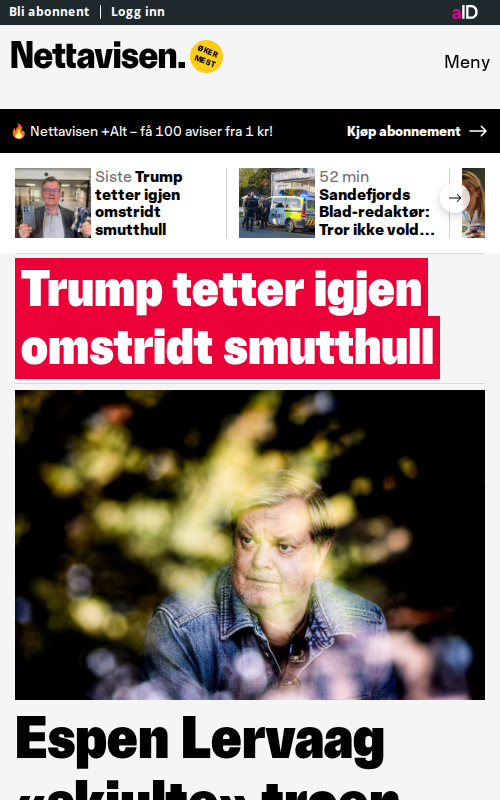 Bli abonnent
Logg inn
aID
Nettavisen.
ØKER
MEST
Meny
🔥 Nettavisen +Alt – få 100 aviser fra 1 kr!
Kjøp abonnement
Siste Trump
tetter igjen
omstridt
smutthull
52 min
Sandefjords
Blad-redaktør:
Tror ikke vold...
Trump tetter igjen
omstridt smutthull
Espen Lervaag
«skjulte» troen